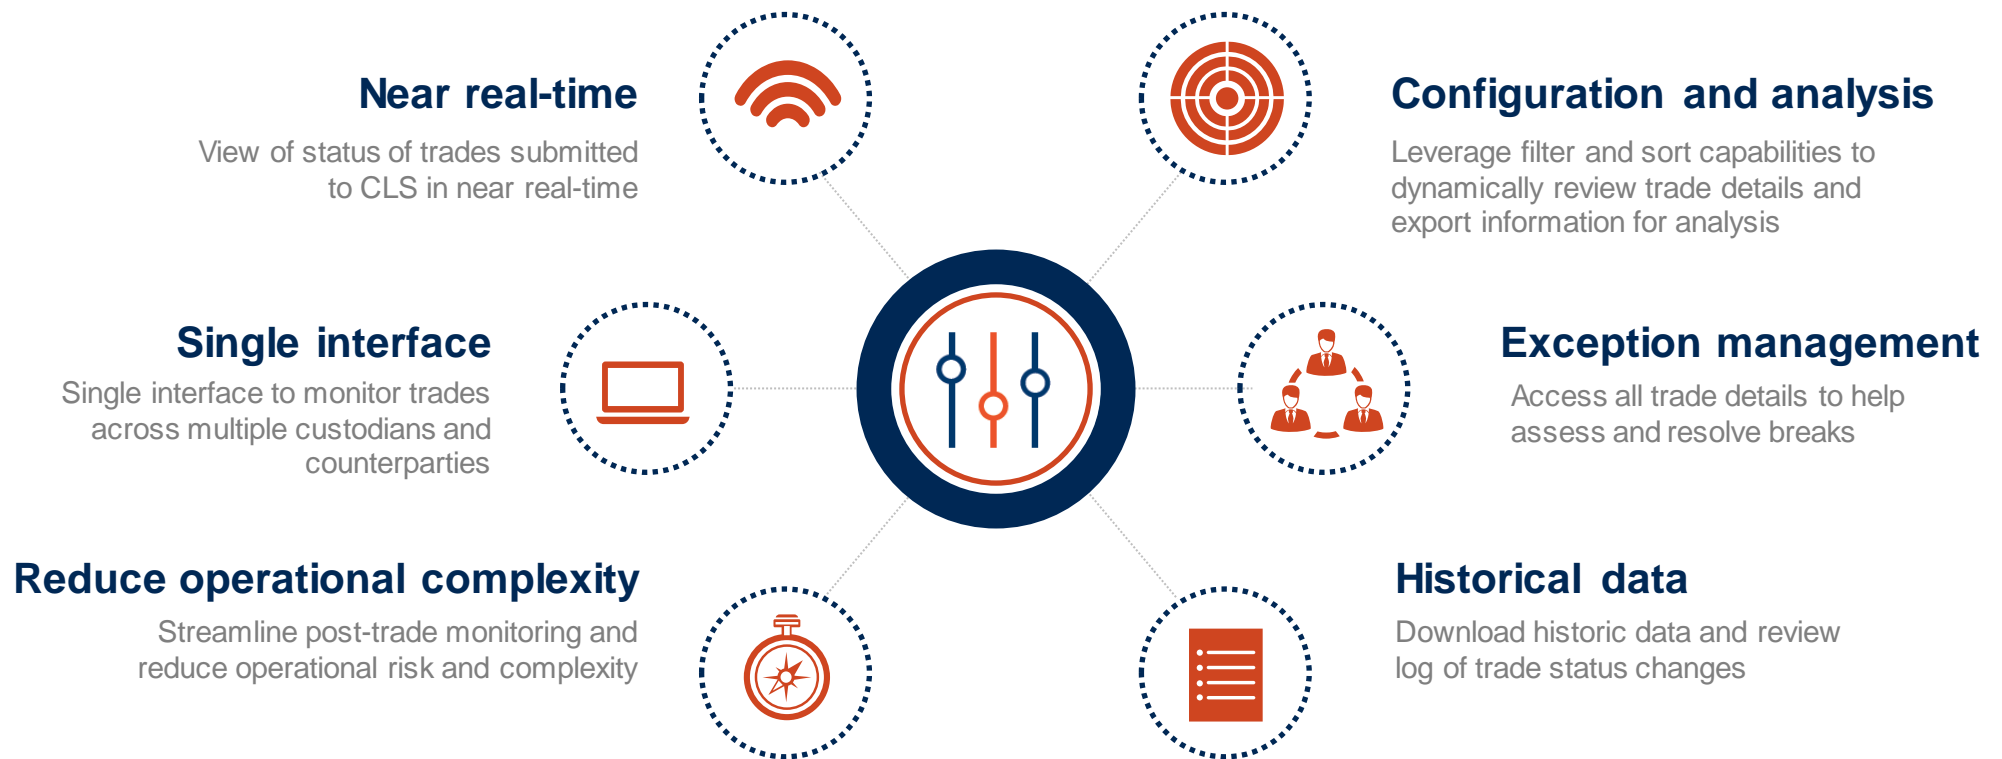 Near real-time
View of status of trades submitted
to CLS in near real-time
Single interface
Single interface to monitor trades
across multiple custodians and
counterparties
Reduce operational complexity
Streamline post-trade monitoring and
reduce operational risk and complexity
Configuration and analysis
Leverage filter and sort capabilities to
dynamically review trade details and
export information for analysis
Exception management
Access all trade details to help
assess and resolve breaks
Historical data
Download historic data and review
log of trade status changes